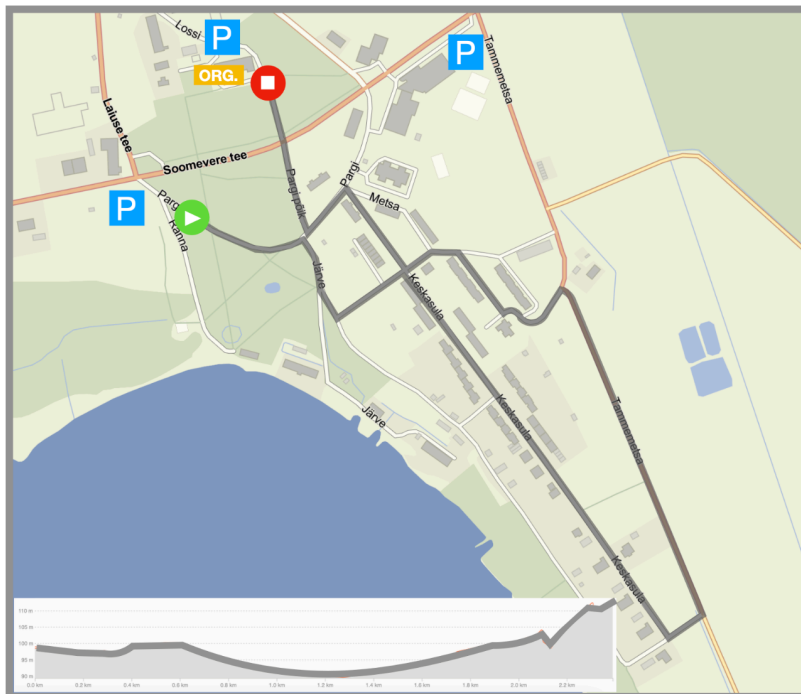 Lossi
P
P
ORG.
Tammemetsa
Laiuse tee
Soomevere tee
Pargi
Metsa
P
Parg
Pargi põik
Kanna
Järve
Keskasula
Keskasula
Tammemetsa
Järve
Keskasula
110 m
105 m
100 m
95 m
90 m
0.0 km
0.2 km
0.4 km
0.6 km
0.8 km
1.0 km
1.2 km
1.4 km
1.6 km
1.8 km
2.0 km
2.2 km